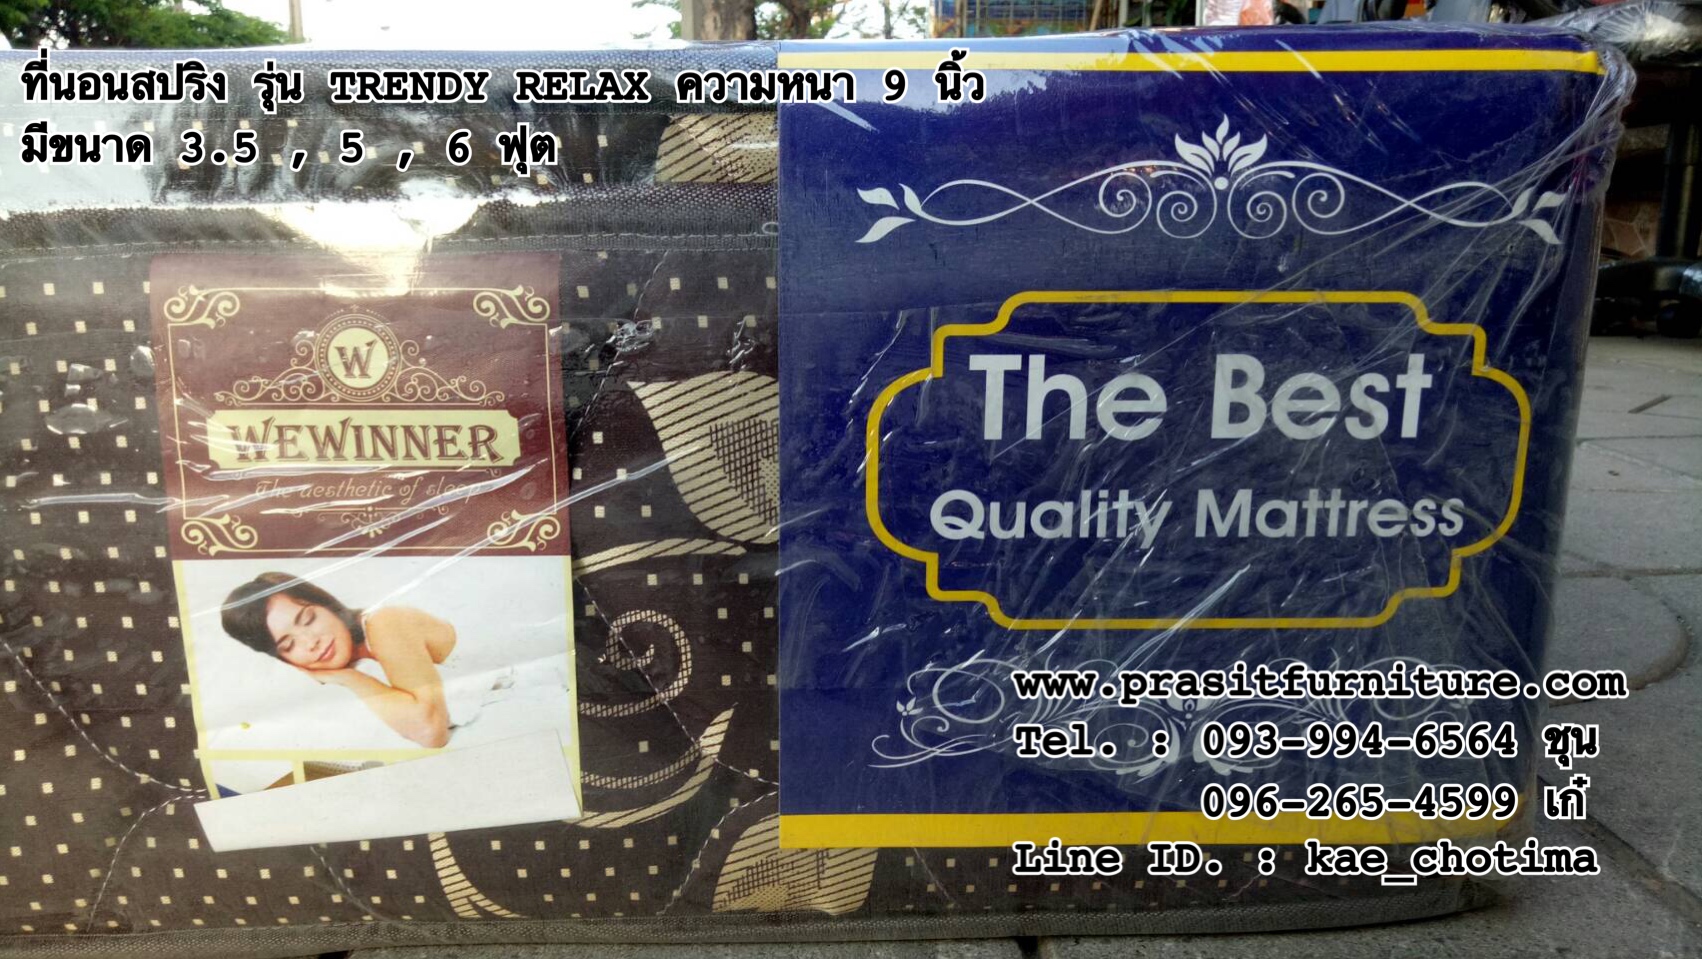 ที่นอนสปริง รุ่น TRENDY RELAX ความหนา 9 นิ้ว
มีขนาด 3.5 , 5 , 6 ฟุต
W
WEWINNER
The aesthetic of sleep
The Best
Quality Mattress
www.prasitfurniture.com
Tel. : 093-994-6564 ชุน
096-265-4599 เก๋
Line ID. : kae_chotima